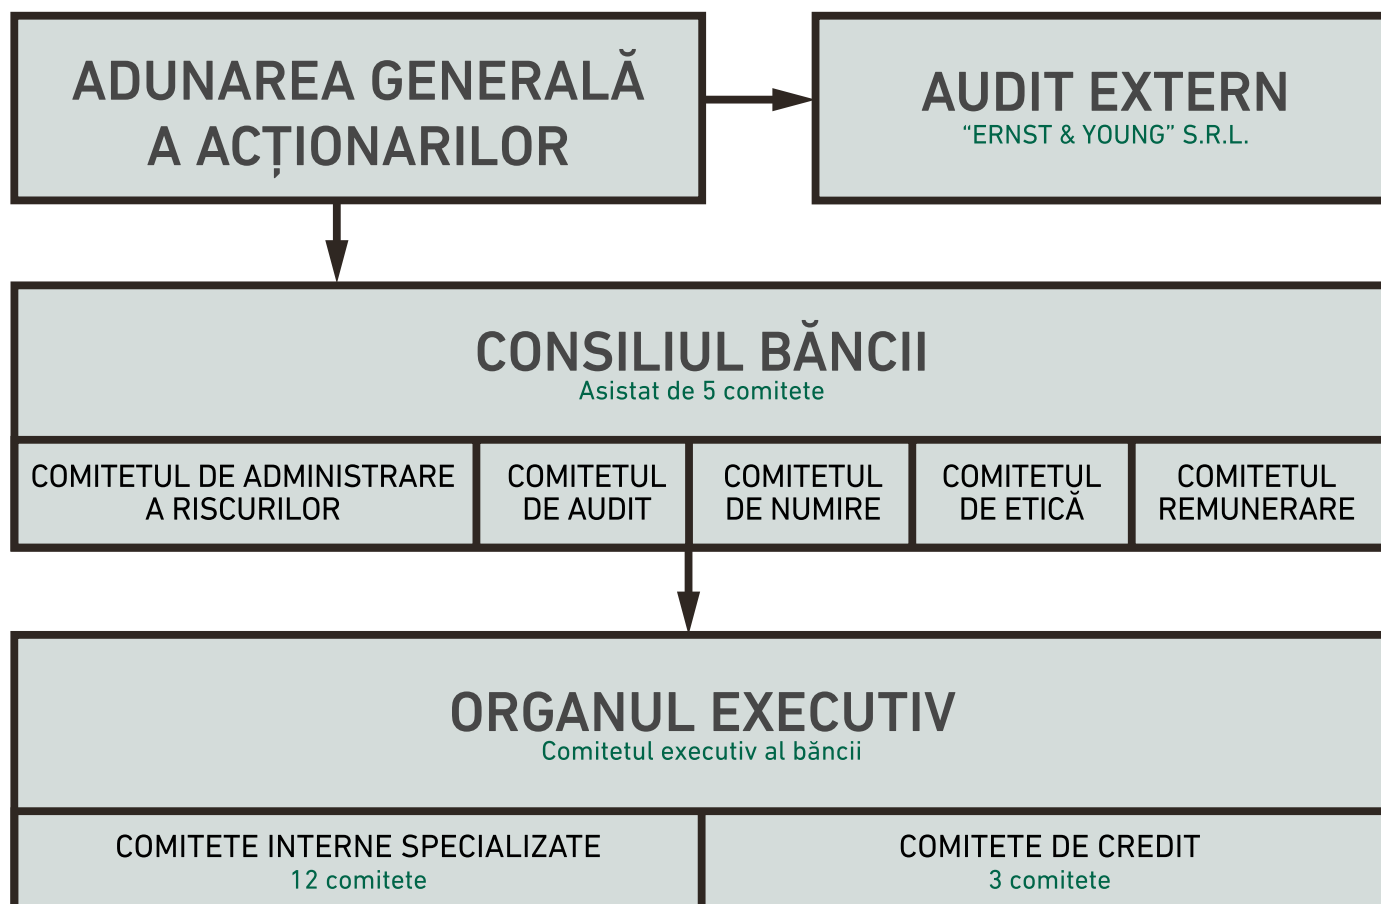 ADUNAREA GENERALĂ
A ACȚIONARILOR
AUDIT EXTERN
“ERNST & YOUNG” S.R.L.
CONSILIUL BĂNCII
Asistat de 5 comitete
COMITETUL DE ADMINISTRARE
A RISCURILOR
COMITETUL
DE AUDIT
COMITETUL
DE NUMIRE
COMITETUL
DE ETICĂ
COMITETUL
REMUNERARE
ORGANUL EXECUTIV
Comitetul executiv al băncii
COMITETE INTERNE SPECIALIZATE
12 comitete
COMITETE DE CREDIT
3 comitete